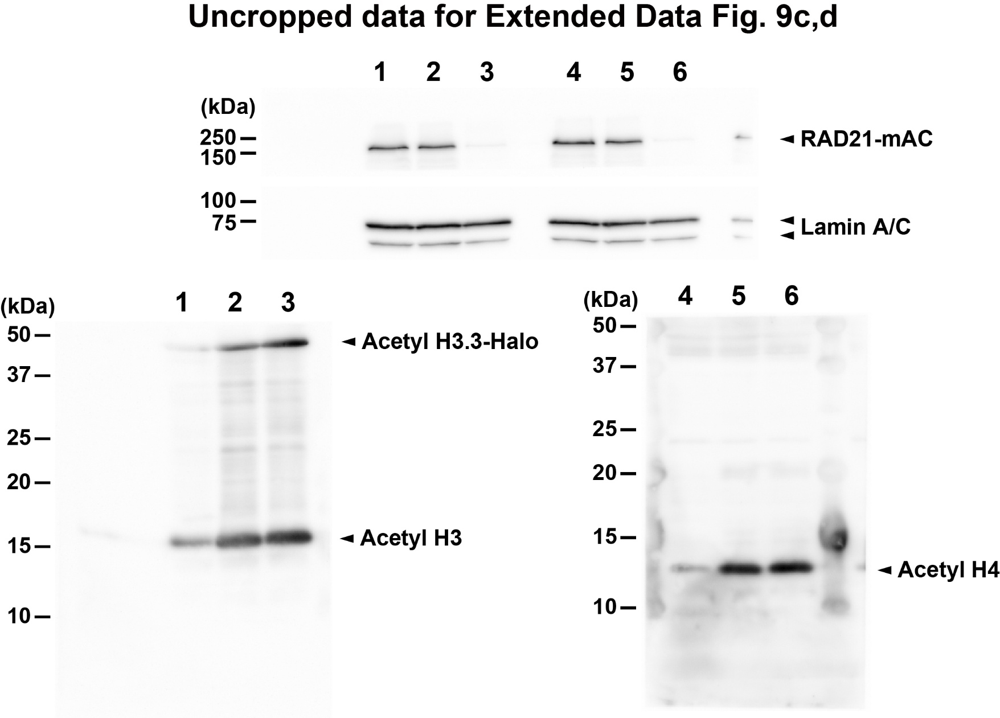 Uncropped data for Extended Data Fig. 9c,d
1 2 3 4 5 6
(kDa)
250
150
RAD21-mAC
100
75
Lamin A/C
(kDa)
1 2 3
50
37
25
20
15
10
Acetyl H3.3-Halo
Acetyl H3
(kDa)
4 5 6
50
37
25
20
15
10
Acetyl H4